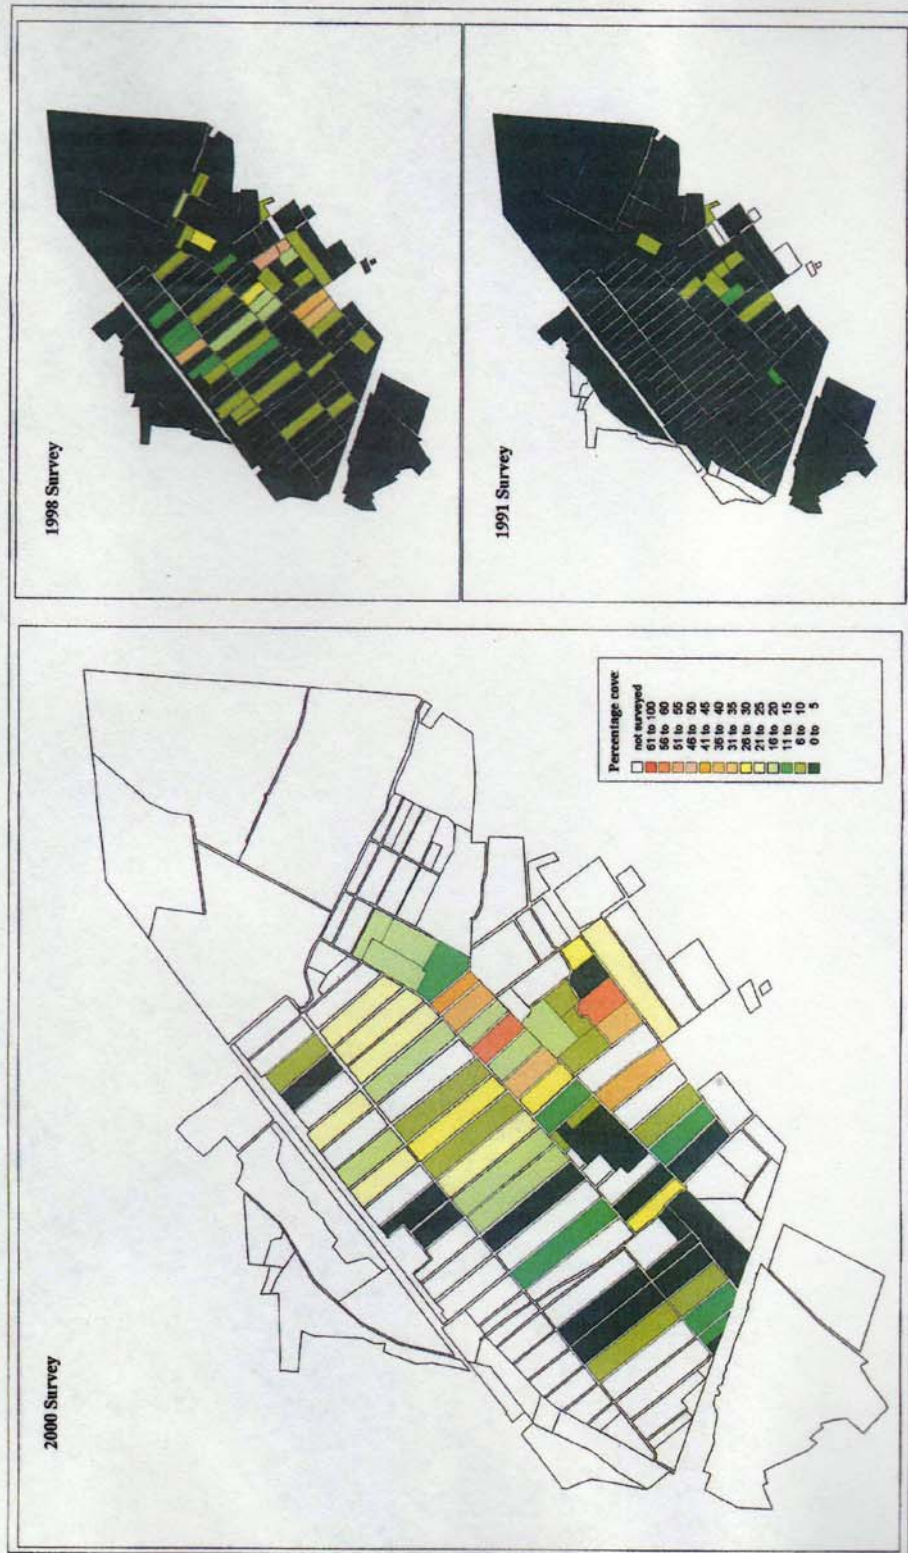 2000 Survey
Percentage cove
not surveyed
61 to 100
56 to 60
51 to 55
46 to 50
41 to 45
36 to 40
31 to 35
26 to 30
21 to 25
16 to 20
11 to 15
6 to 10
0 to 5
1998 Survey
1991 Survey